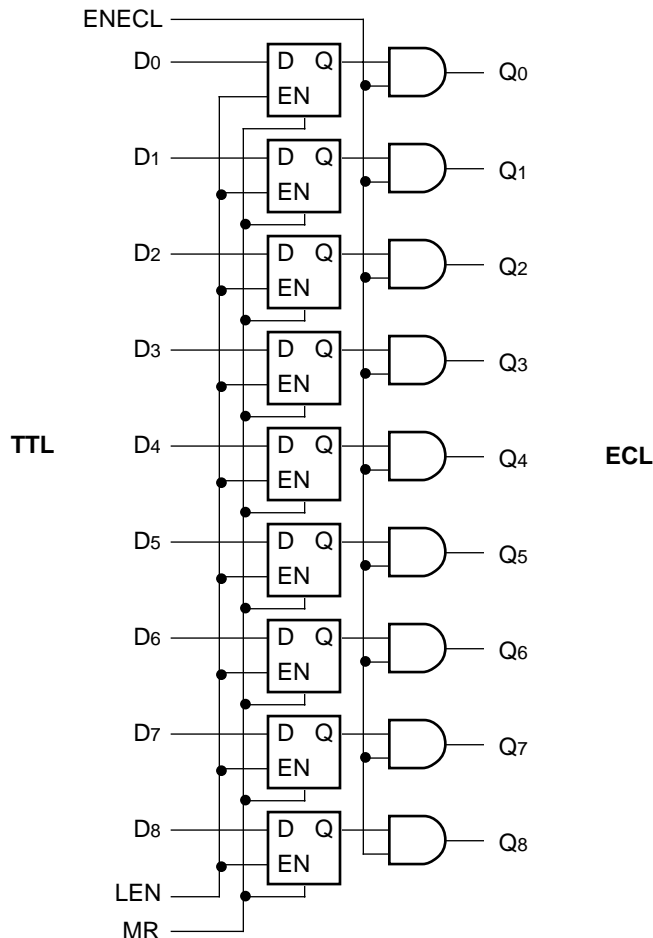 ENECL
D0 D Q Q0
EN
D1 D Q Q1
EN
D2 D Q Q2
EN
D3 D Q Q3
EN
TTL D4 D Q Q4 ECL
EN
D5 D Q Q5
EN
D6 D Q Q6
EN
D7 D Q Q7
EN
D8 D Q Q8
EN
LEN
MR